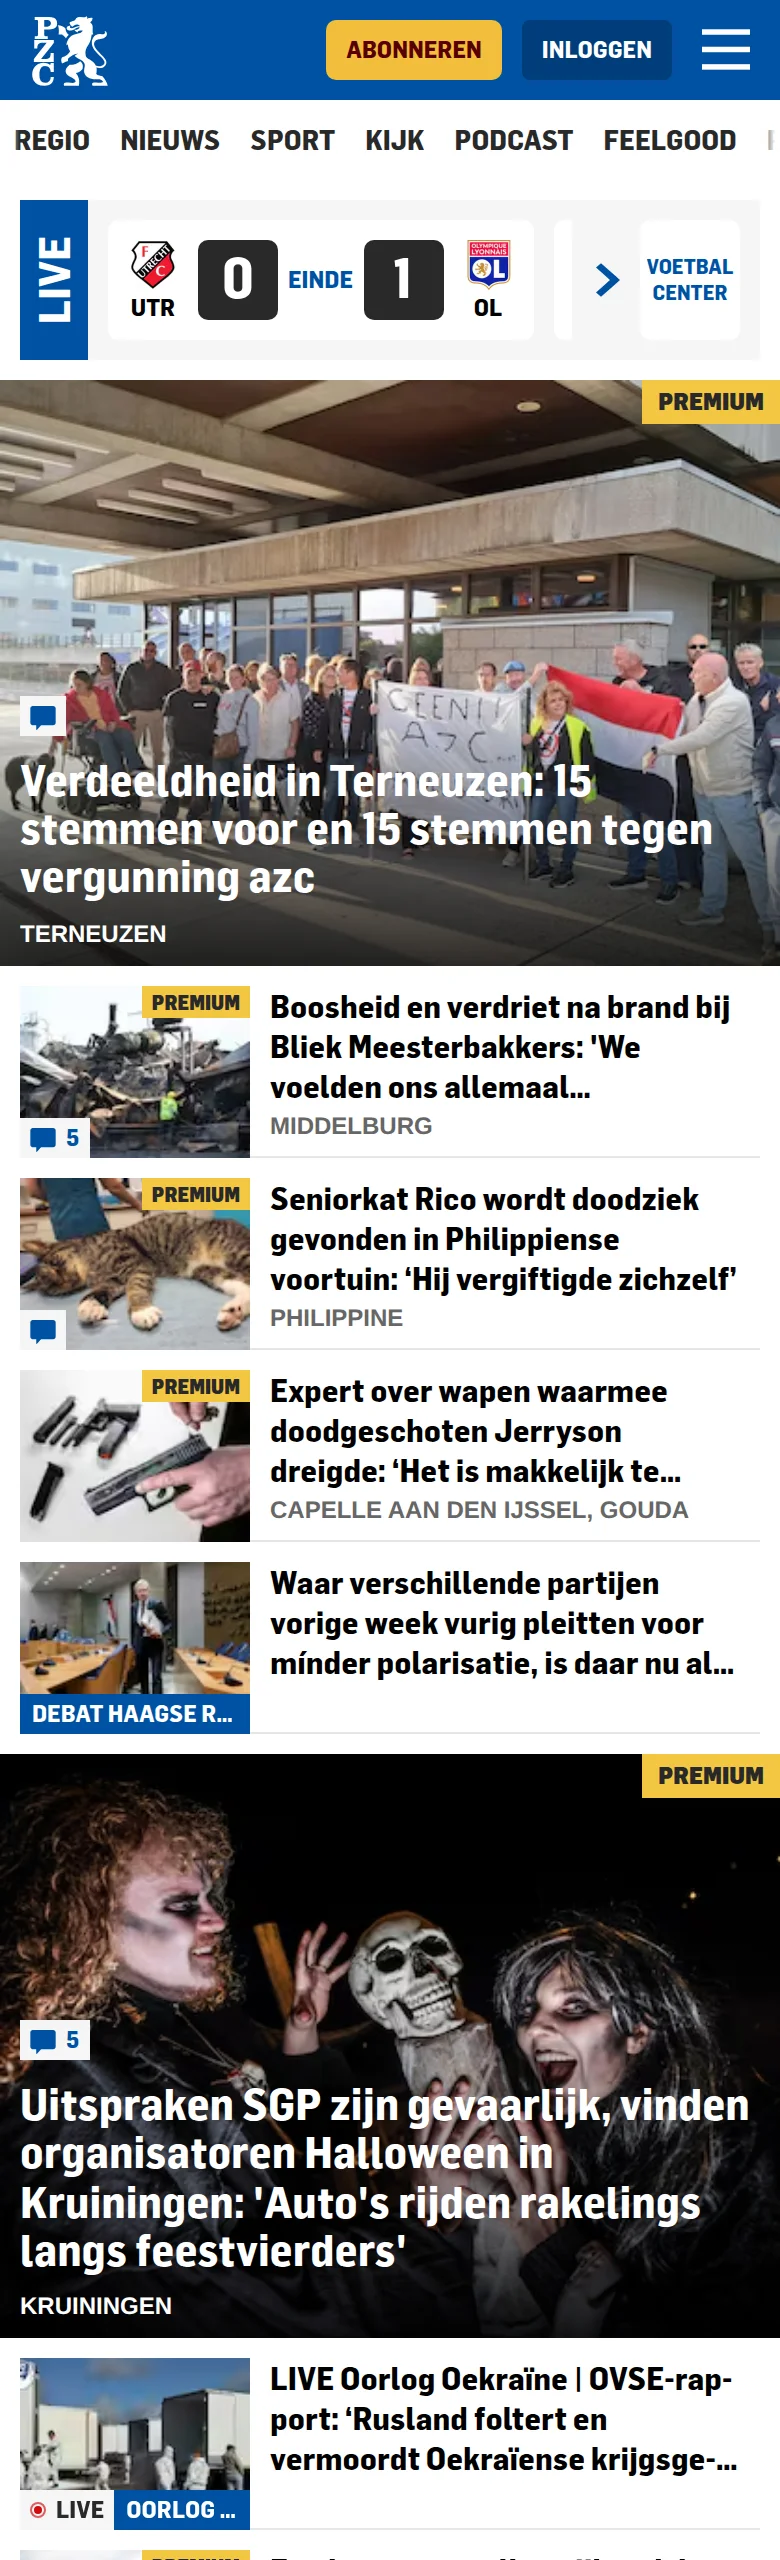 PZC
ABONNEREN
INLOGGEN
REGIO NIEUWS SPORT KIJK PODCAST FEELGOOD
LIVE
UTR
0
EINDE
1
OL
VOETBAL
CENTER
PREMIUM
GEEN
AZC
Verdeeldheid in Terneuzen: 15
stemmen voor en 15 stemmen tegen
vergunning azc
TERNEUZEN
PREMIUM
5
Boosheid en verdriet na brand bij
Bliek Meesterbakkers: 'We
voelden ons allemaal...
MIDDELBURG
PREMIUM
Seniorkat Rico wordt doodziek
gevonden in Philippiense
voortuin: ‘Hij vergiftigde zichzelf’
PHILIPPINE
PREMIUM
Expert over wapen waarmee
doodgeschoten Jerryson
dreigde: ‘Het is makkelijk te...
CAPELLE AAN DEN IJSSEL, GOUDA
DEBAT HAAGSE R...
Waar verschillende partijen
vorige week vurig pleitten voor
mínder polarisatie, is daar nu al...
PREMIUM
5
Uitspraken SGP zijn gevaarlijk, vinden
organisatoren Halloween in
Kruiningen: 'Auto's rijden rakelings
langs feestvierders'
KRUININGEN
LIVE
OORLOG ...
LIVE Oorlog Oekraïne | OVSE-rap-
port: ‘Rusland foltert en
vermoordt Oekraïense krijgsge-...